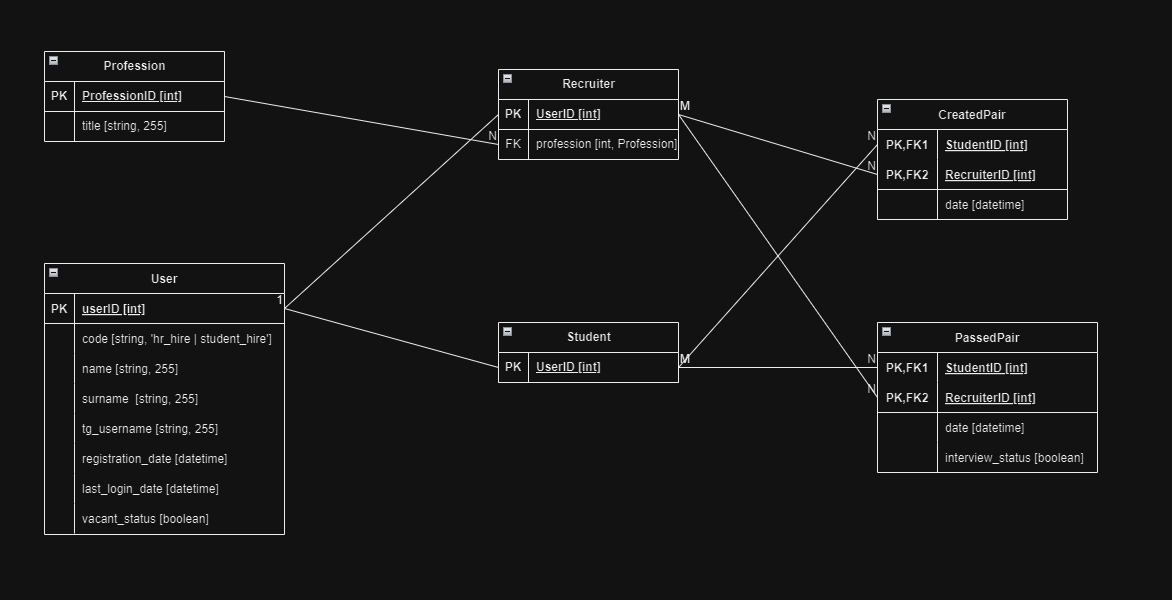 Profession
PK ProfessionID [int]
title [string, 255]
Recruiter
PK UserID [int]
M
N
FK profession [int, Profession]
CreatedPair
N
PK,FK1 StudentID [int]
N
PK,FK2 RecruiterID [int]
date [datetime]
User
1
PK userID [int]
code [string, 'hr_hire | student_hire']
name [string, 255]
surname [string, 255]
tg_username [string, 255]
registration_date [datetime]
last_login_date [datetime]
vacant_status [boolean]
Student
M
PK UserID [int]
PassedPair
N
PK,FK1 StudentID [int]
N
PK,FK2 RecruiterID [int]
date [datetime]
interview_status [boolean]